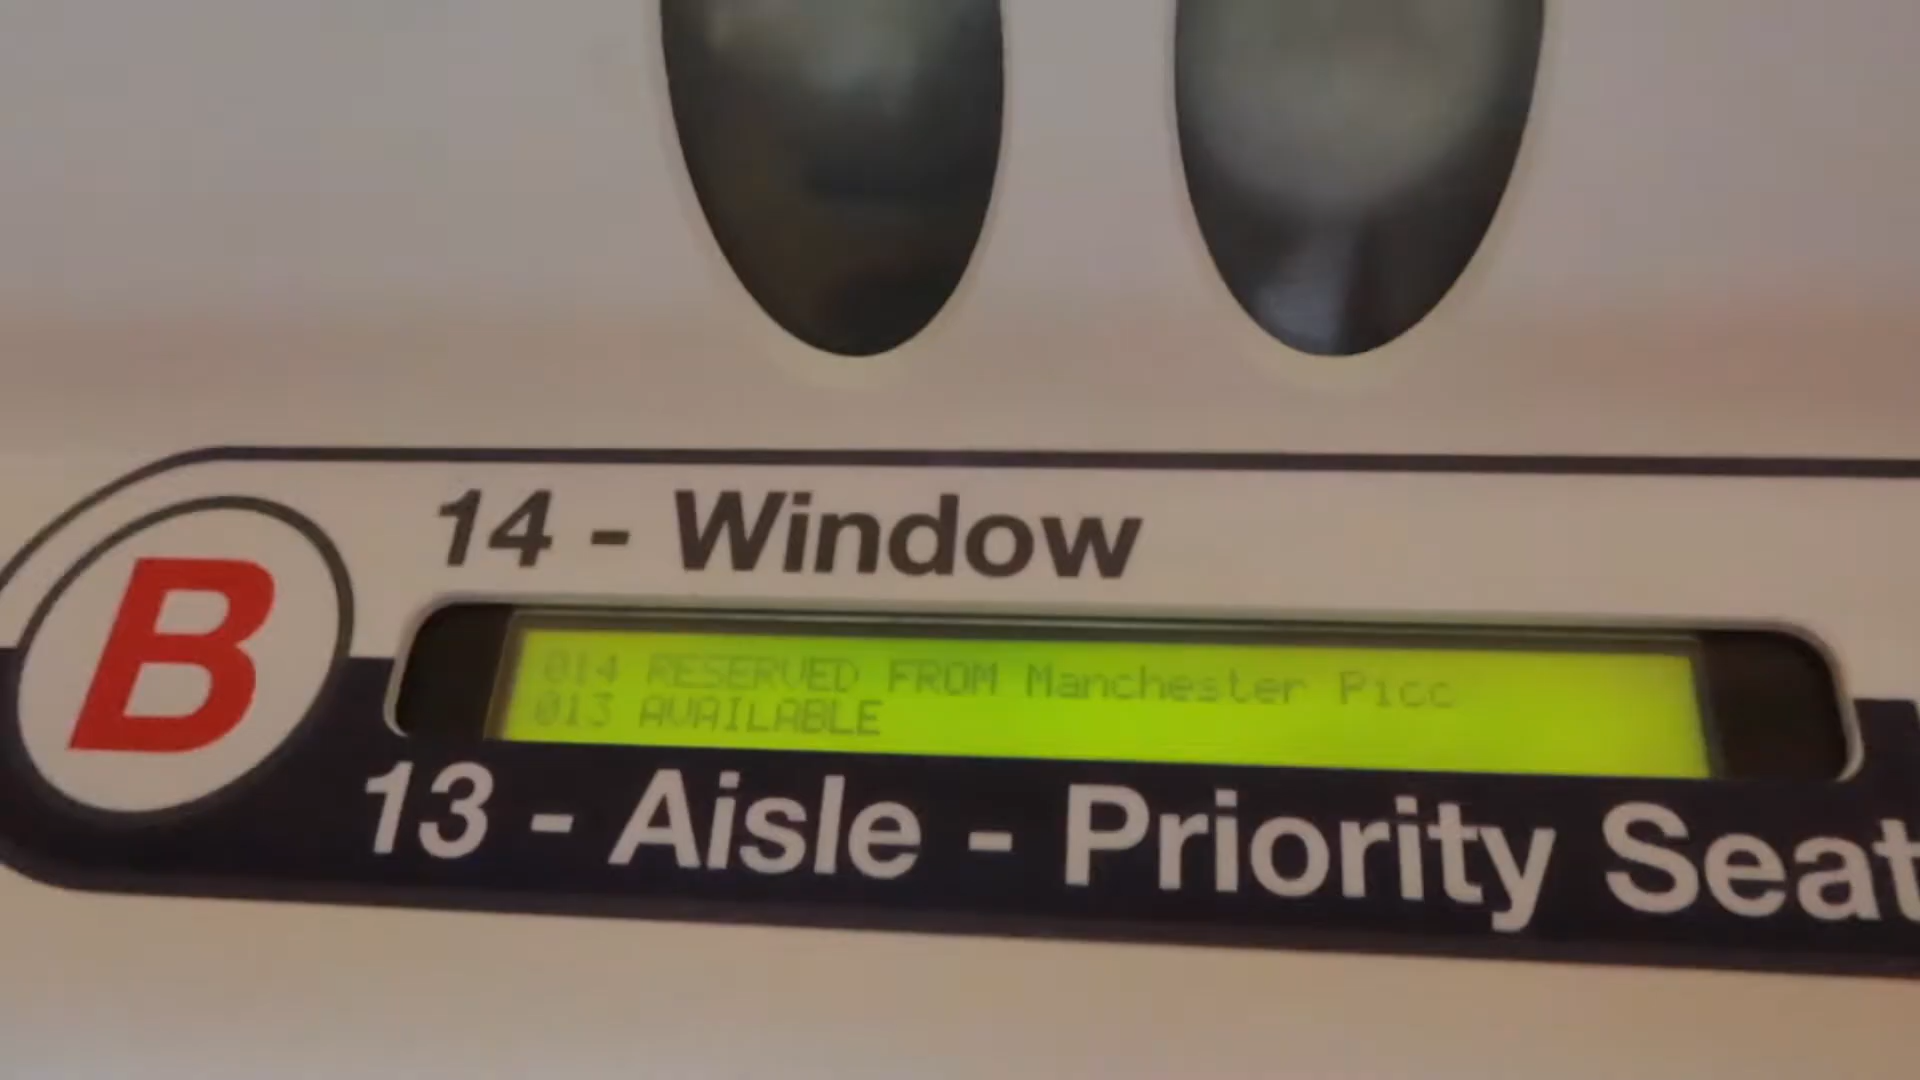 14 - Window
B
014 RESERVED FROM Manchester Picc
013 AVAILABLE
13 - Aisle - Priority Seat